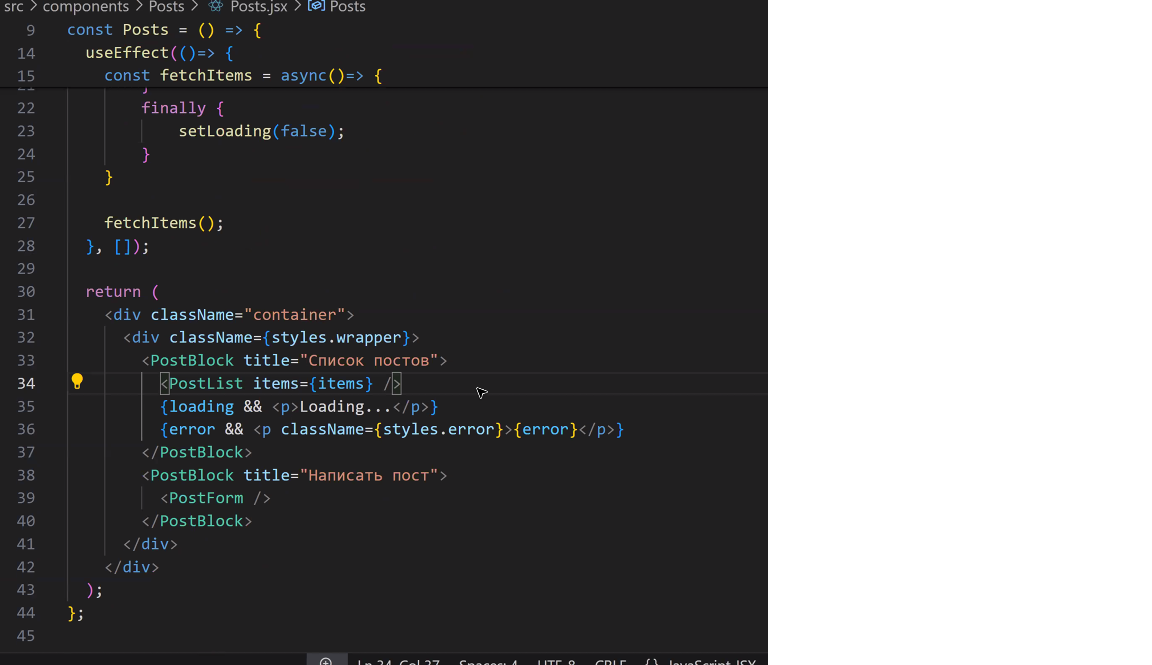 src > components > Posts > Posts.jsx > Posts
9 const Posts = () => {
14 useEffect(()=> {
15 const fetchItems = async()=> {
21 }
22 finally {
23 setLoading(false);
24 }
25 }
26
27 fetchItems();
28 }, []);
29
30 return (
31 <div className="container">
32 <div className={styles.wrapper}>
33 <PostBlock title="Список постов">
34 <PostList items={items} />
35 {loading && <p>Loading...</p>}
36 {error && <p className={styles.error}>{error}</p>}
37 </PostBlock>
38 <PostBlock title="Написать пост">
39 <PostForm />
40 </PostBlock>
41 </div>
42 </div>
43 );
44 };
45
Ln 34, Col 27 Spaces: 4 UTF-8 CRLF {} JavaScript JSX